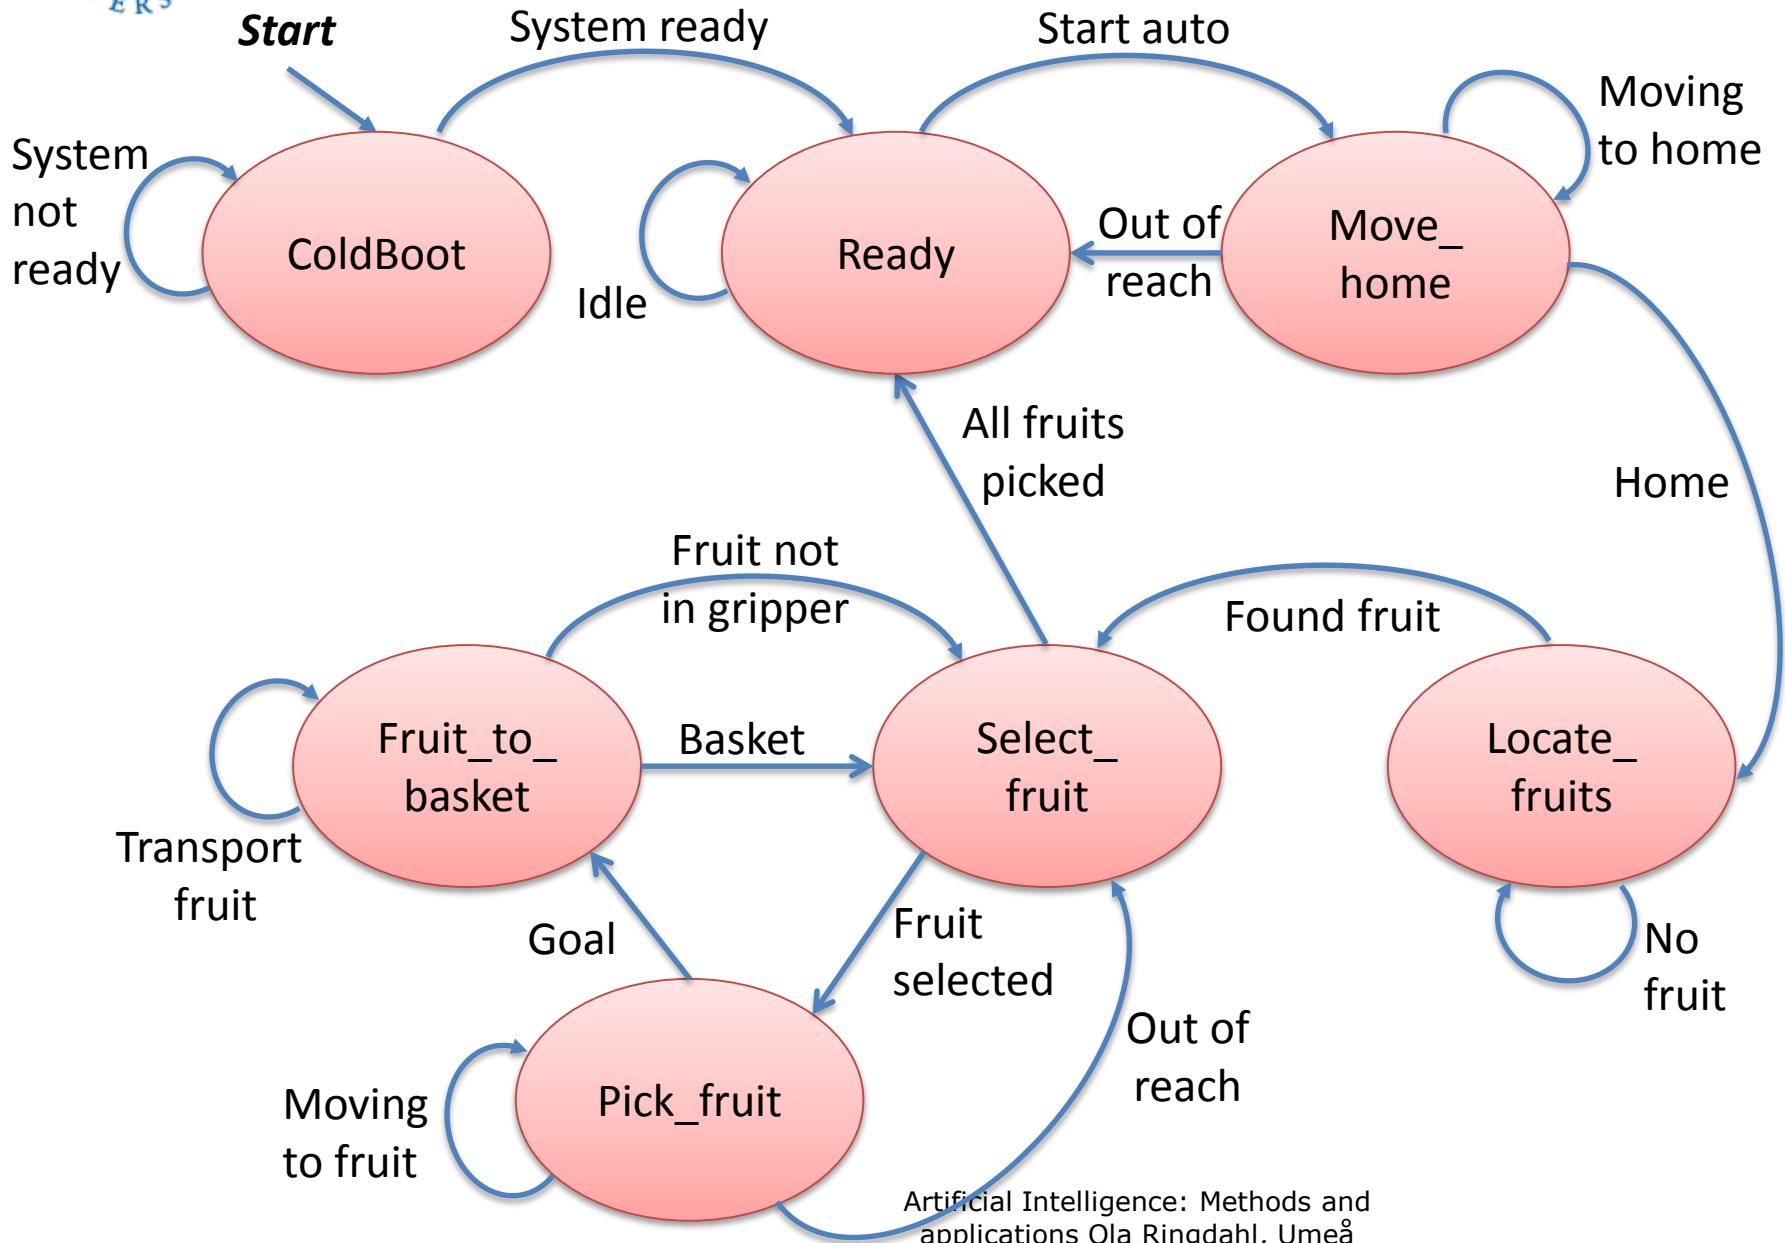 ERS
Start
System ready
Start auto
Moving
to home
System
not
ready
ColdBoot
Idle
Ready
Out of
reach
Move_
home
All fruits
picked
Home
Fruit not
in gripper
Found fruit
Fruit_to_
basket
Basket
Select_
fruit
Locate_
fruits
Transport
fruit
Goal
Fruit
selected
No
fruit
Moving
to fruit
Pick_fruit
Out of
reach
Artificial Intelligence: Methods and
applications Ola Ringdahl, Umeå